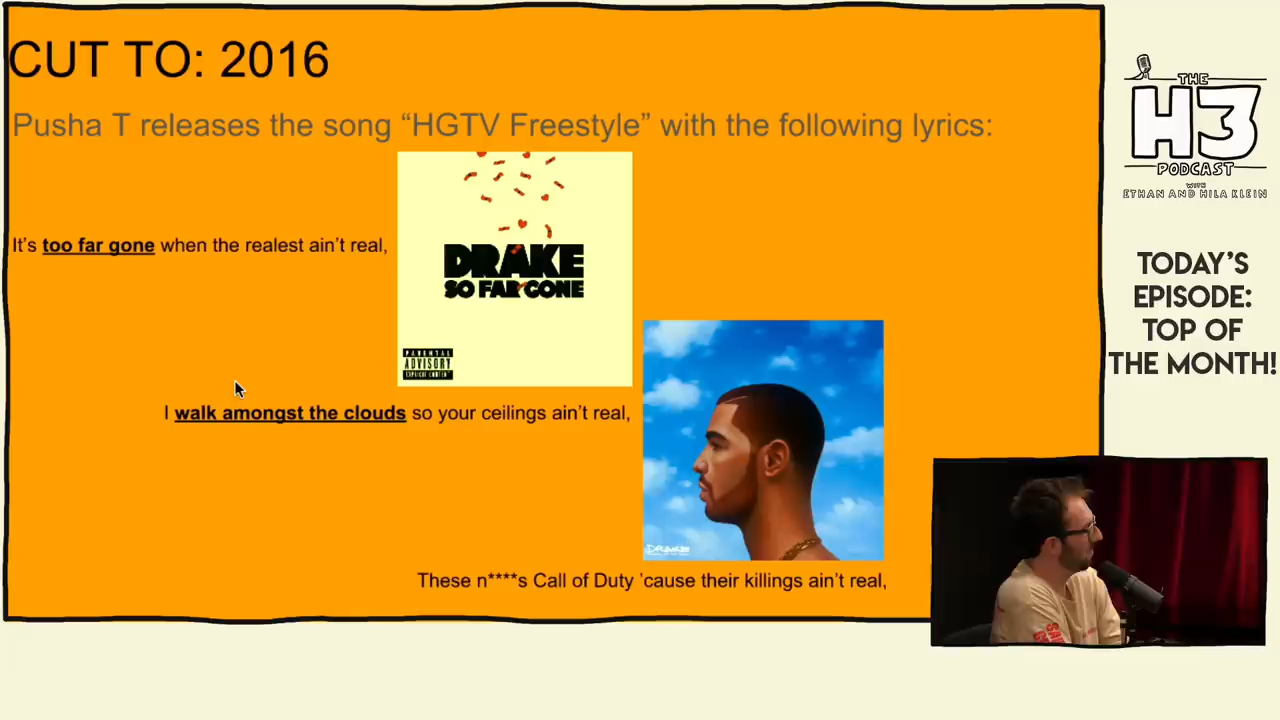 CUT TO: 2016
Pusha T releases the song “HGTV Freestyle” with the following lyrics:
It’s too far gone when the realest ain’t real,
DRAKE
SO FAR GONE
PARENTAL
ADVISORY
EXPLICIT CONTENT
I walk amongst the clouds so your ceilings ain’t real,
These n****s Call of Duty ’cause their killings ain’t real,
THE
H3
PODCAST
WITH
ETHAN AND HILA KLEIN
TODAY’S
EPISODE:
TOP OF
THE MONTH!